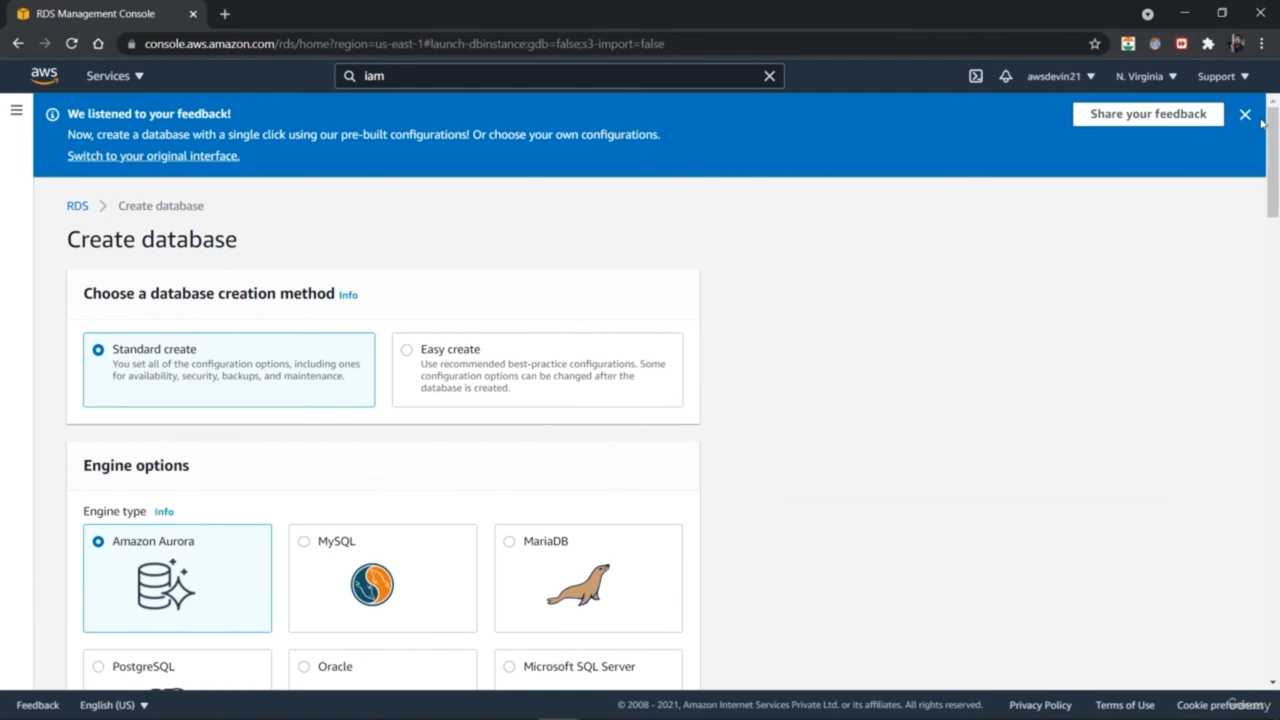 RDS Management Console
console.aws.amazon.com/rds/home?region=us-east-1#launch-dbinstance:gdb=false;s3-import=false
aws
Services
iam
awsdevin21
N. Virginia
Support
We listened to your feedback!
Now, create a database with a single click using our pre-built configurations! Or choose your own configurations.
Switch to your original interface.
Share your feedback
RDS
Create database
Create database
Choose a database creation method Info
Standard create
You set all of the configuration options, including ones
for availability, security, backups, and maintenance.
Easy create
Use recommended best-practice configurations. Some
configuration options can be changed after the
database is created.
Engine options
Engine type Info
Amazon Aurora
MySQL
MariaDB
PostgreSQL
Oracle
Microsoft SQL Server
Feedback
English (US)
© 2008 - 2021, Amazon Internet Services Private Ltd. or its affiliates. All rights reserved.
Privacy Policy
Terms of Use
Cookie preferences
Udemy